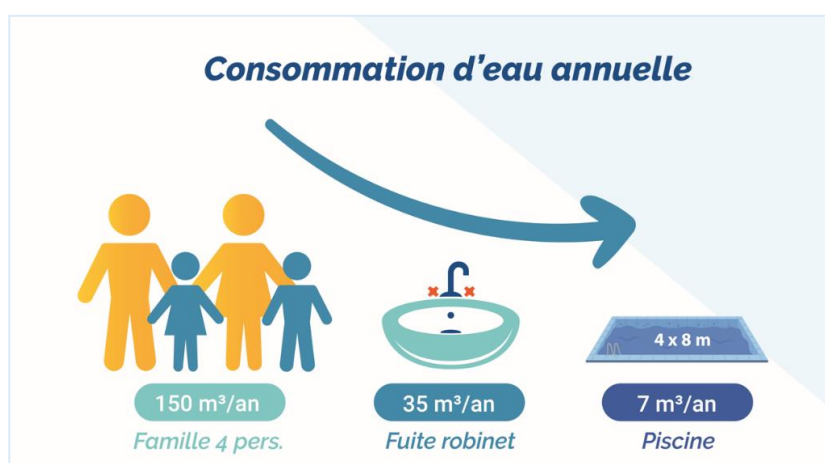 Consommation d'eau annuelle
4 x 8 m
150 m³/an
35 m³/an
7 m³/an
Famille 4 pers.
Fuite robinet
Piscine